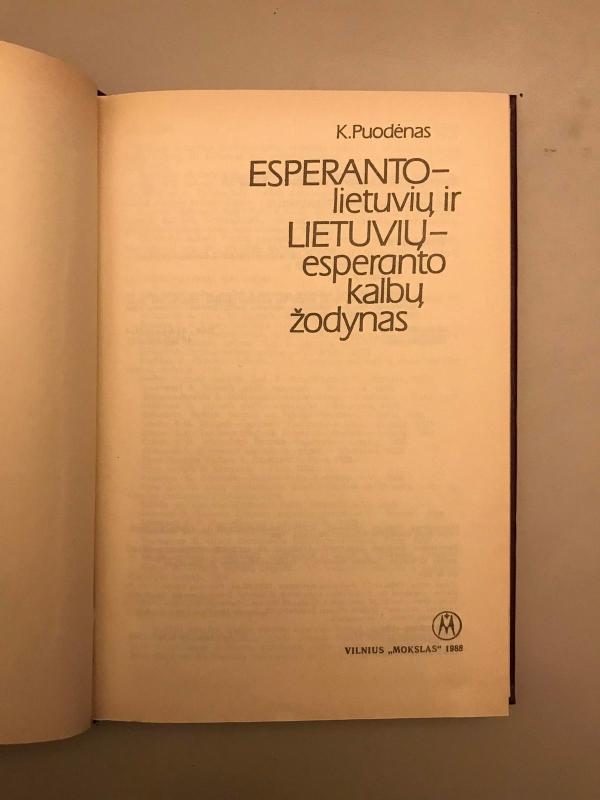 K.Puodėnas
ESPERANTO–
lietuvių ir
LIETUVIŲ–
esperanto
kalbų
žodynas
VILNIUS „MOKSLAS“ 1988